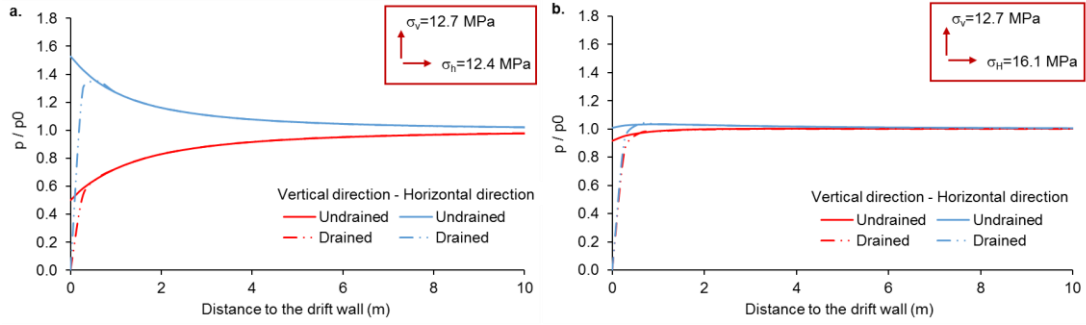 a.
σv=12.7 MPa
σh=12.4 MPa
p / p0
1.8
1.6
1.4
1.2
1.0
0.8
0.6
0.4
0.2
0.0
Vertical direction - Horizontal direction
Undrained Undrained
Drained Drained
0 2 4 6 8 10
Distance to the drift wall (m)
b.
σv=12.7 MPa
σH=16.1 MPa
p / p0
1.8
1.6
1.4
1.2
1.0
0.8
0.6
0.4
0.2
0.0
Vertical direction - Horizontal direction
Undrained Undrained
Drained Drained
0 2 4 6 8 10
Distance to the drift wall (m)